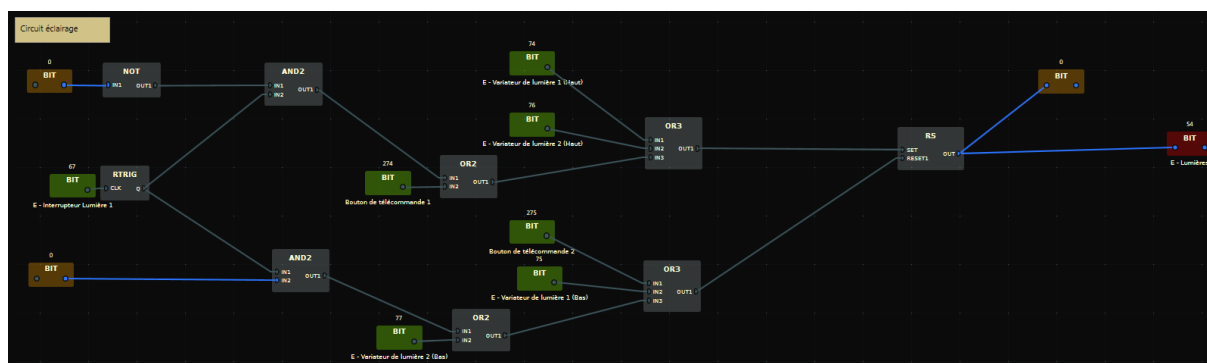 Circuit éclairage
0
BIT
NOT
IN1 OUT1
AND2
IN1
IN2
OUT1
74
BIT
E - Variateur de lumière 1 (Haut)
76
BIT
E - Variateur de lumière 2 (Haut)
OR3
IN1
IN2
IN3
OUT1
0
BIT
RS
SET
RESET1
OUT
54
BIT
E - Lumières
67
BIT
E - Interrupteur Lumière 1
RTRIG
CLK Q
274
BIT
Bouton de télécommande 1
OR2
IN1
IN2
OUT1
275
BIT
Bouton de télécommande 2
75
BIT
E - Variateur de lumière 1 (Bas)
OR3
IN1
IN2
IN3
OUT1
0
BIT
AND2
IN1
IN2
OUT1
77
BIT
E - Variateur de lumière 2 (Bas)
OR2
IN1
IN2
OUT1